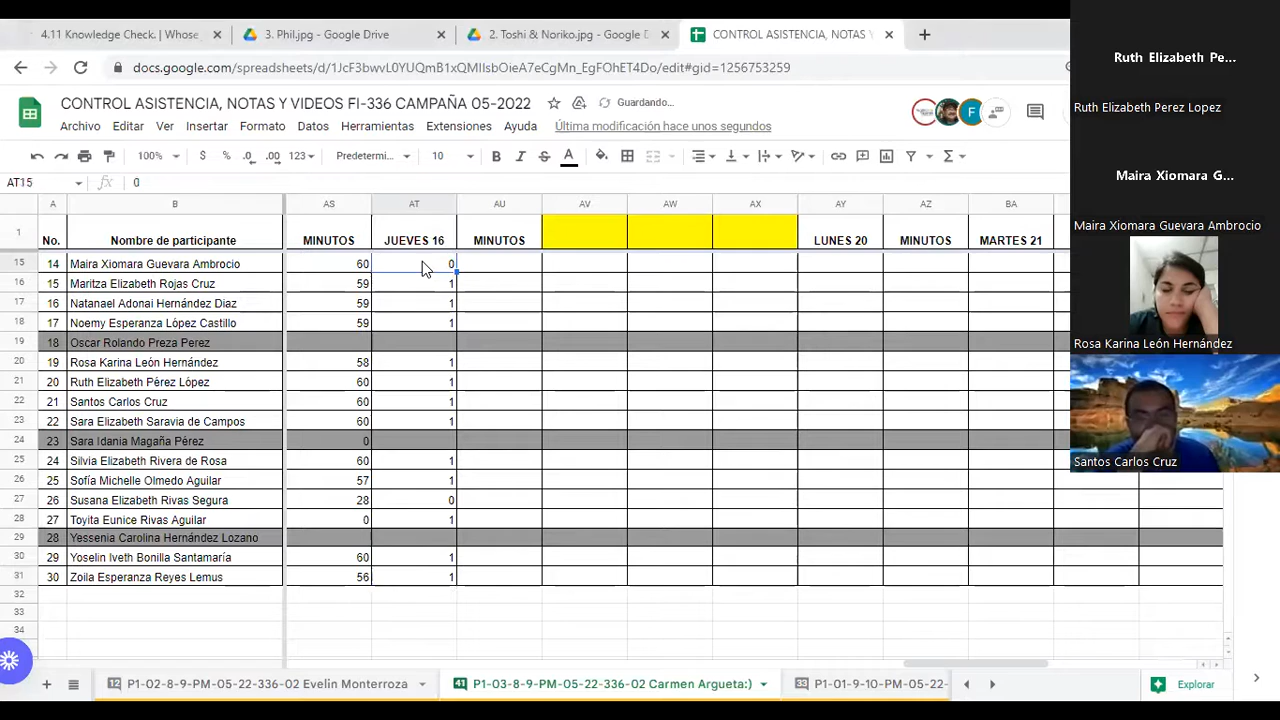 4.11 Knowledge Check. | Whose
3. Phil.jpg - Google Drive
2. Toshi & Noriko.jpg - Google D
CONTROL ASISTENCIA, NOTAS Y
docs.google.com/spreadsheets/d/1JcF3bwvL0YUQmB1xQMIIsbOieA7eCgMn_EgFOhET4Do/edit#gid=1256753259
CONTROL ASISTENCIA, NOTAS Y VIDEOS FI-336 CAMPAÑA 05-2022
Guardando...
Archivo Editar Ver Insertar Formato Datos Herramientas Extensiones Ayuda Última modificación hace unos segundos
F
100% $ % .0 .00 123 Predetermi... 10 B I S A
AT15 fx 0
A B AS AT AU AV AW AX AY AZ BA
1 No. Nombre de participante MINUTOS JUEVES 16 MINUTOS LUNES 20 MINUTOS MARTES 21
15 14 Maira Xiomara Guevara Ambrocio 60 0
16 15 Maritza Elizabeth Rojas Cruz 59 1
17 16 Natanael Adonai Hernández Diaz 59 1
18 17 Noemy Esperanza López Castillo 59 1
19 18 Oscar Rolando Preza Perez
20 19 Rosa Karina León Hernández 58 1
21 20 Ruth Elizabeth Pérez López 60 1
22 21 Santos Carlos Cruz 60 1
23 22 Sara Elizabeth Saravia de Campos 60 1
24 23 Sara Idania Magaña Pérez 0
25 24 Silvia Elizabeth Rivera de Rosa 60 1
26 25 Sofía Michelle Olmedo Aguilar 57 1
27 26 Susana Elizabeth Rivas Segura 28 0
28 27 Toyita Eunice Rivas Aguilar 0 1
29 28 Yessenia Carolina Hernández Lozano
30 29 Yoselin Iveth Bonilla Santamaría 60 1
31 30 Zoila Esperanza Reyes Lemus 56 1
32
33
34
12 P1-02-8-9-PM-05-22-336-02 Evelin Monterroza
41 P1-03-8-9-PM-05-22-336-02 Carmen Argueta:)
33 P1-01-9-10-PM-05-22-
Explorar
Ruth Elizabeth Pe...
Ruth Elizabeth Perez Lopez
Maira Xiomara G...
Maira Xiomara Guevara Ambrocio
Rosa Karina León Hernández
Santos Carlos Cruz